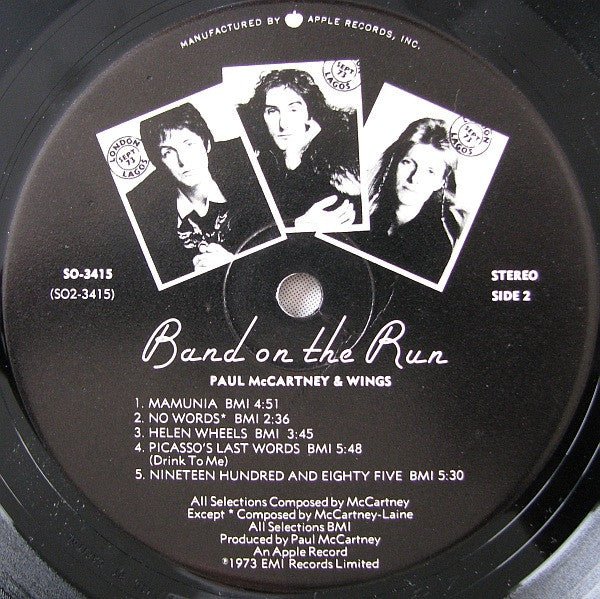 MANUFACTURED BY APPLE RECORDS, INC.
LONDON
SEPT
73
LAGOS
SEPT
73
LAGOS
LONDON
SEPT
73
LAGOS
SO-3415
(SO2-3415)
STEREO
SIDE 2
Band on the Run
PAUL McCARTNEY & WINGS
1. MAMUNIA BMI 4:51
2. NO WORDS* BMI 2:36
3. HELEN WHEELS BMI 3:45
4. PICASSO'S LAST WORDS BMI 5:48
(Drink To Me)
5. NINETEEN HUNDRED AND EIGHTY FIVE BMI 5:30
All Selections Composed by McCartney
Except * Composed by McCartney-Laine
All Selections BMI
Produced by Paul McCartney
An Apple Record
℗1973 EMI Records Limited